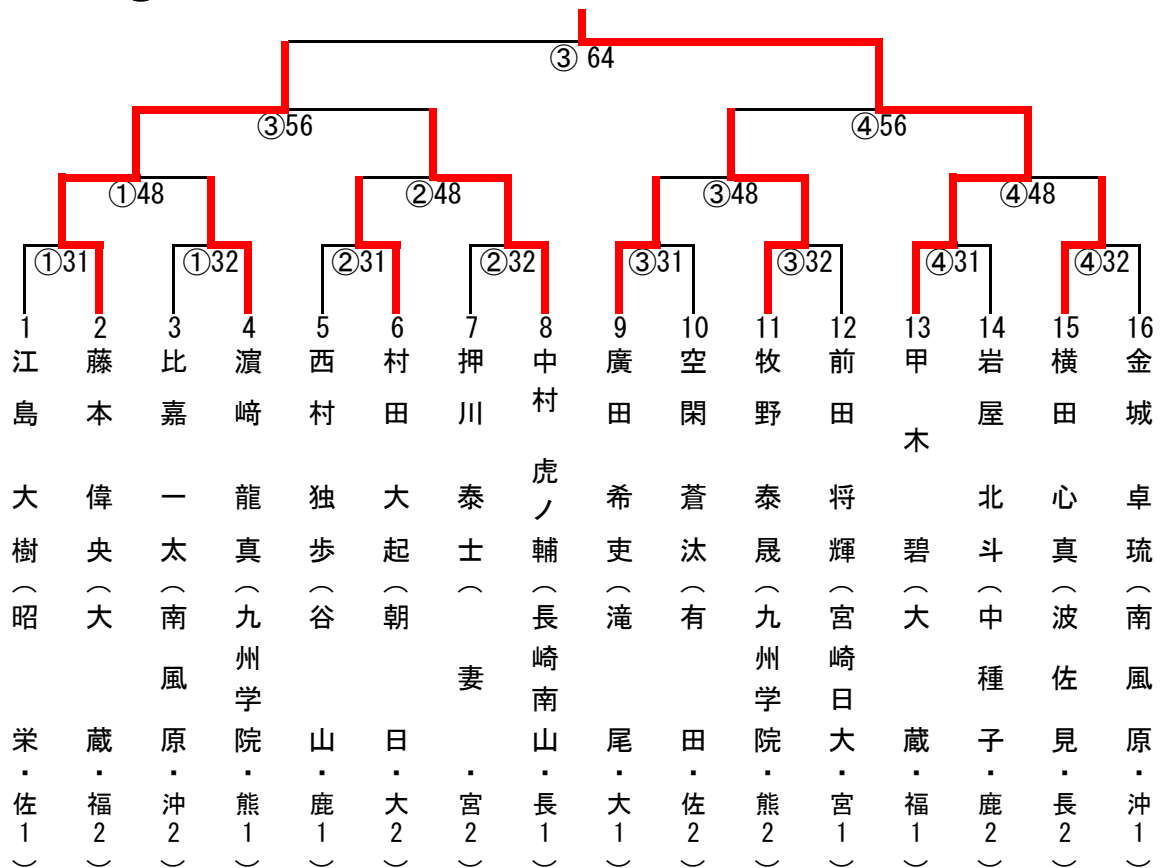 ③ 64
③56
④56
①48
②48
③48
④48
①31
①32
②31
②32
③31
③32
④31
④32
1 江島 大樹（昭栄・佐1）
2 藤本 偉央（大蔵・福2）
3 比嘉 一太（南風原・沖2）
4 濵﨑 龍真（九州学院・熊1）
5 西村 独歩（谷山・鹿1）
6 村田 大起（朝日・大2）
7 押川 泰士（妻・宮2）
8 中村 虎ノ輔（長崎南山・長1）
9 廣田 希吏（滝尾・大1）
10 空閑 蒼汰（有田・佐2）
11 牧野 泰晟（九州学院・熊2）
12 前田 将輝（宮崎日大・宮1）
13 甲木 碧（大蔵・福1）
14 岩屋 北斗（中種子・鹿2）
15 横田 心真（波佐見・長2）
16 金城 卓琉（南風原・沖1）